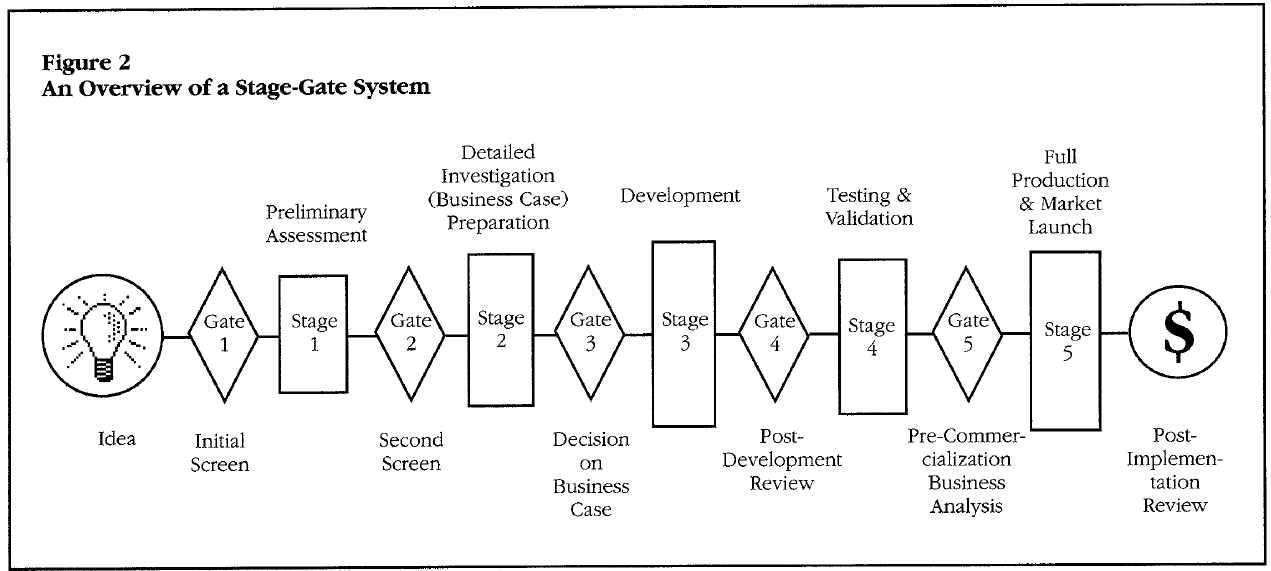 Figure 2
An Overview of a Stage-Gate System
Preliminary
Assessment
Detailed
Investigation
(Business Case)
Preparation
Development
Testing &
Validation
Full
Production
& Market
Launch
Gate
1
Stage
1
Gate
2
Stage
2
Gate
3
Stage
3
Gate
4
Stage
4
Gate
5
Stage
5
$
Idea
Initial
Screen
Second
Screen
Decision
on
Business
Case
Post-
Development
Review
Pre-Commer-
cialization
Business
Analysis
Post-
Implemen-
tation
Review